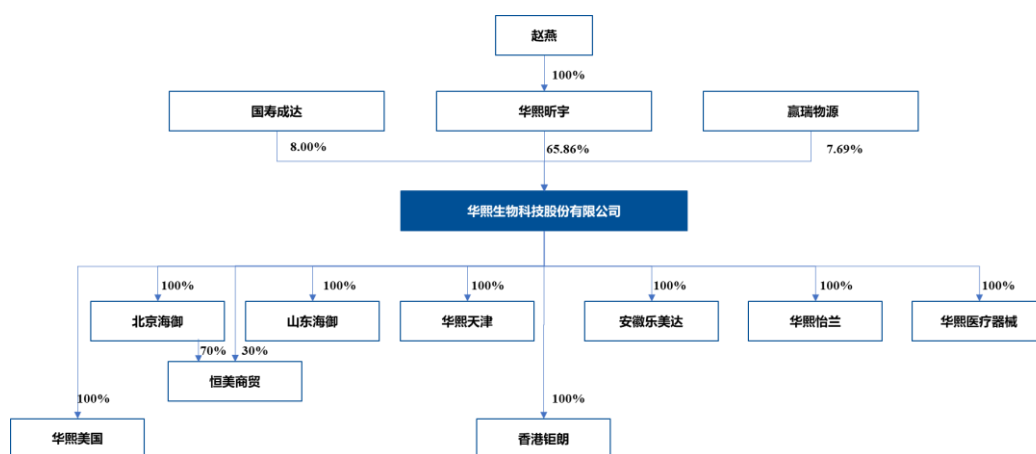 赵燕
100%
国寿成达
华熙昕宇
赢瑞物源
8.00%
65.86%
7.69%
华熙生物科技股份有限公司
100%
100%
100%
100%
100%
100%
北京海御
山东海御
华熙天津
安徽乐美达
华熙怡兰
华熙医疗器械
70%
30%
恒美商贸
100%
100%
华熙美国
香港钜朗